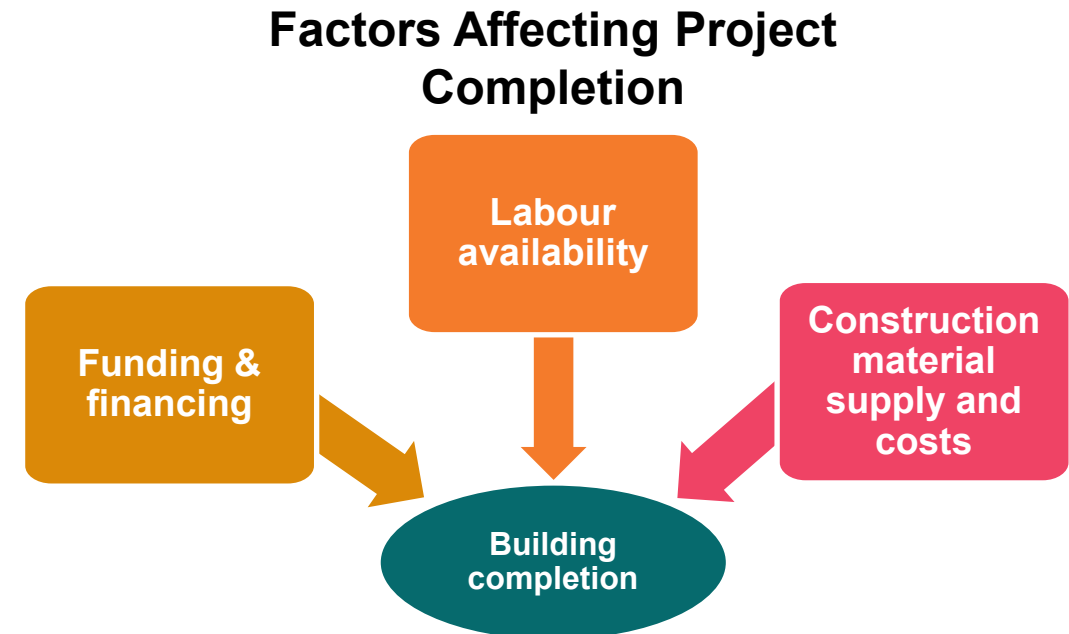 Factors Affecting Project
Completion
Labour
availability
Funding &
financing
Construction
material
supply and
costs
Building
completion